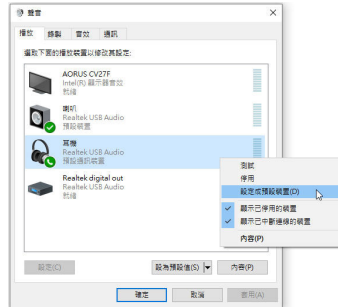 聲音
播放 錄製 音效 通訊
選取下面的播放裝置以修改其設定:
AORUS CV27F
Intel(R) 顯示器音效
就緒
喇叭
Realtek USB Audio
預設裝置
耳機
Realtek USB Audio
預設通訊裝置
Realtek digital out
Realtek USB Audio
就緒
測試
停用
設定成預設裝置(D)
顯示已停用的裝置
顯示已中斷連線的裝置
內容(P)
設定(C) 設為預設值(S) 內容(P)
確定 取消 套用(A)